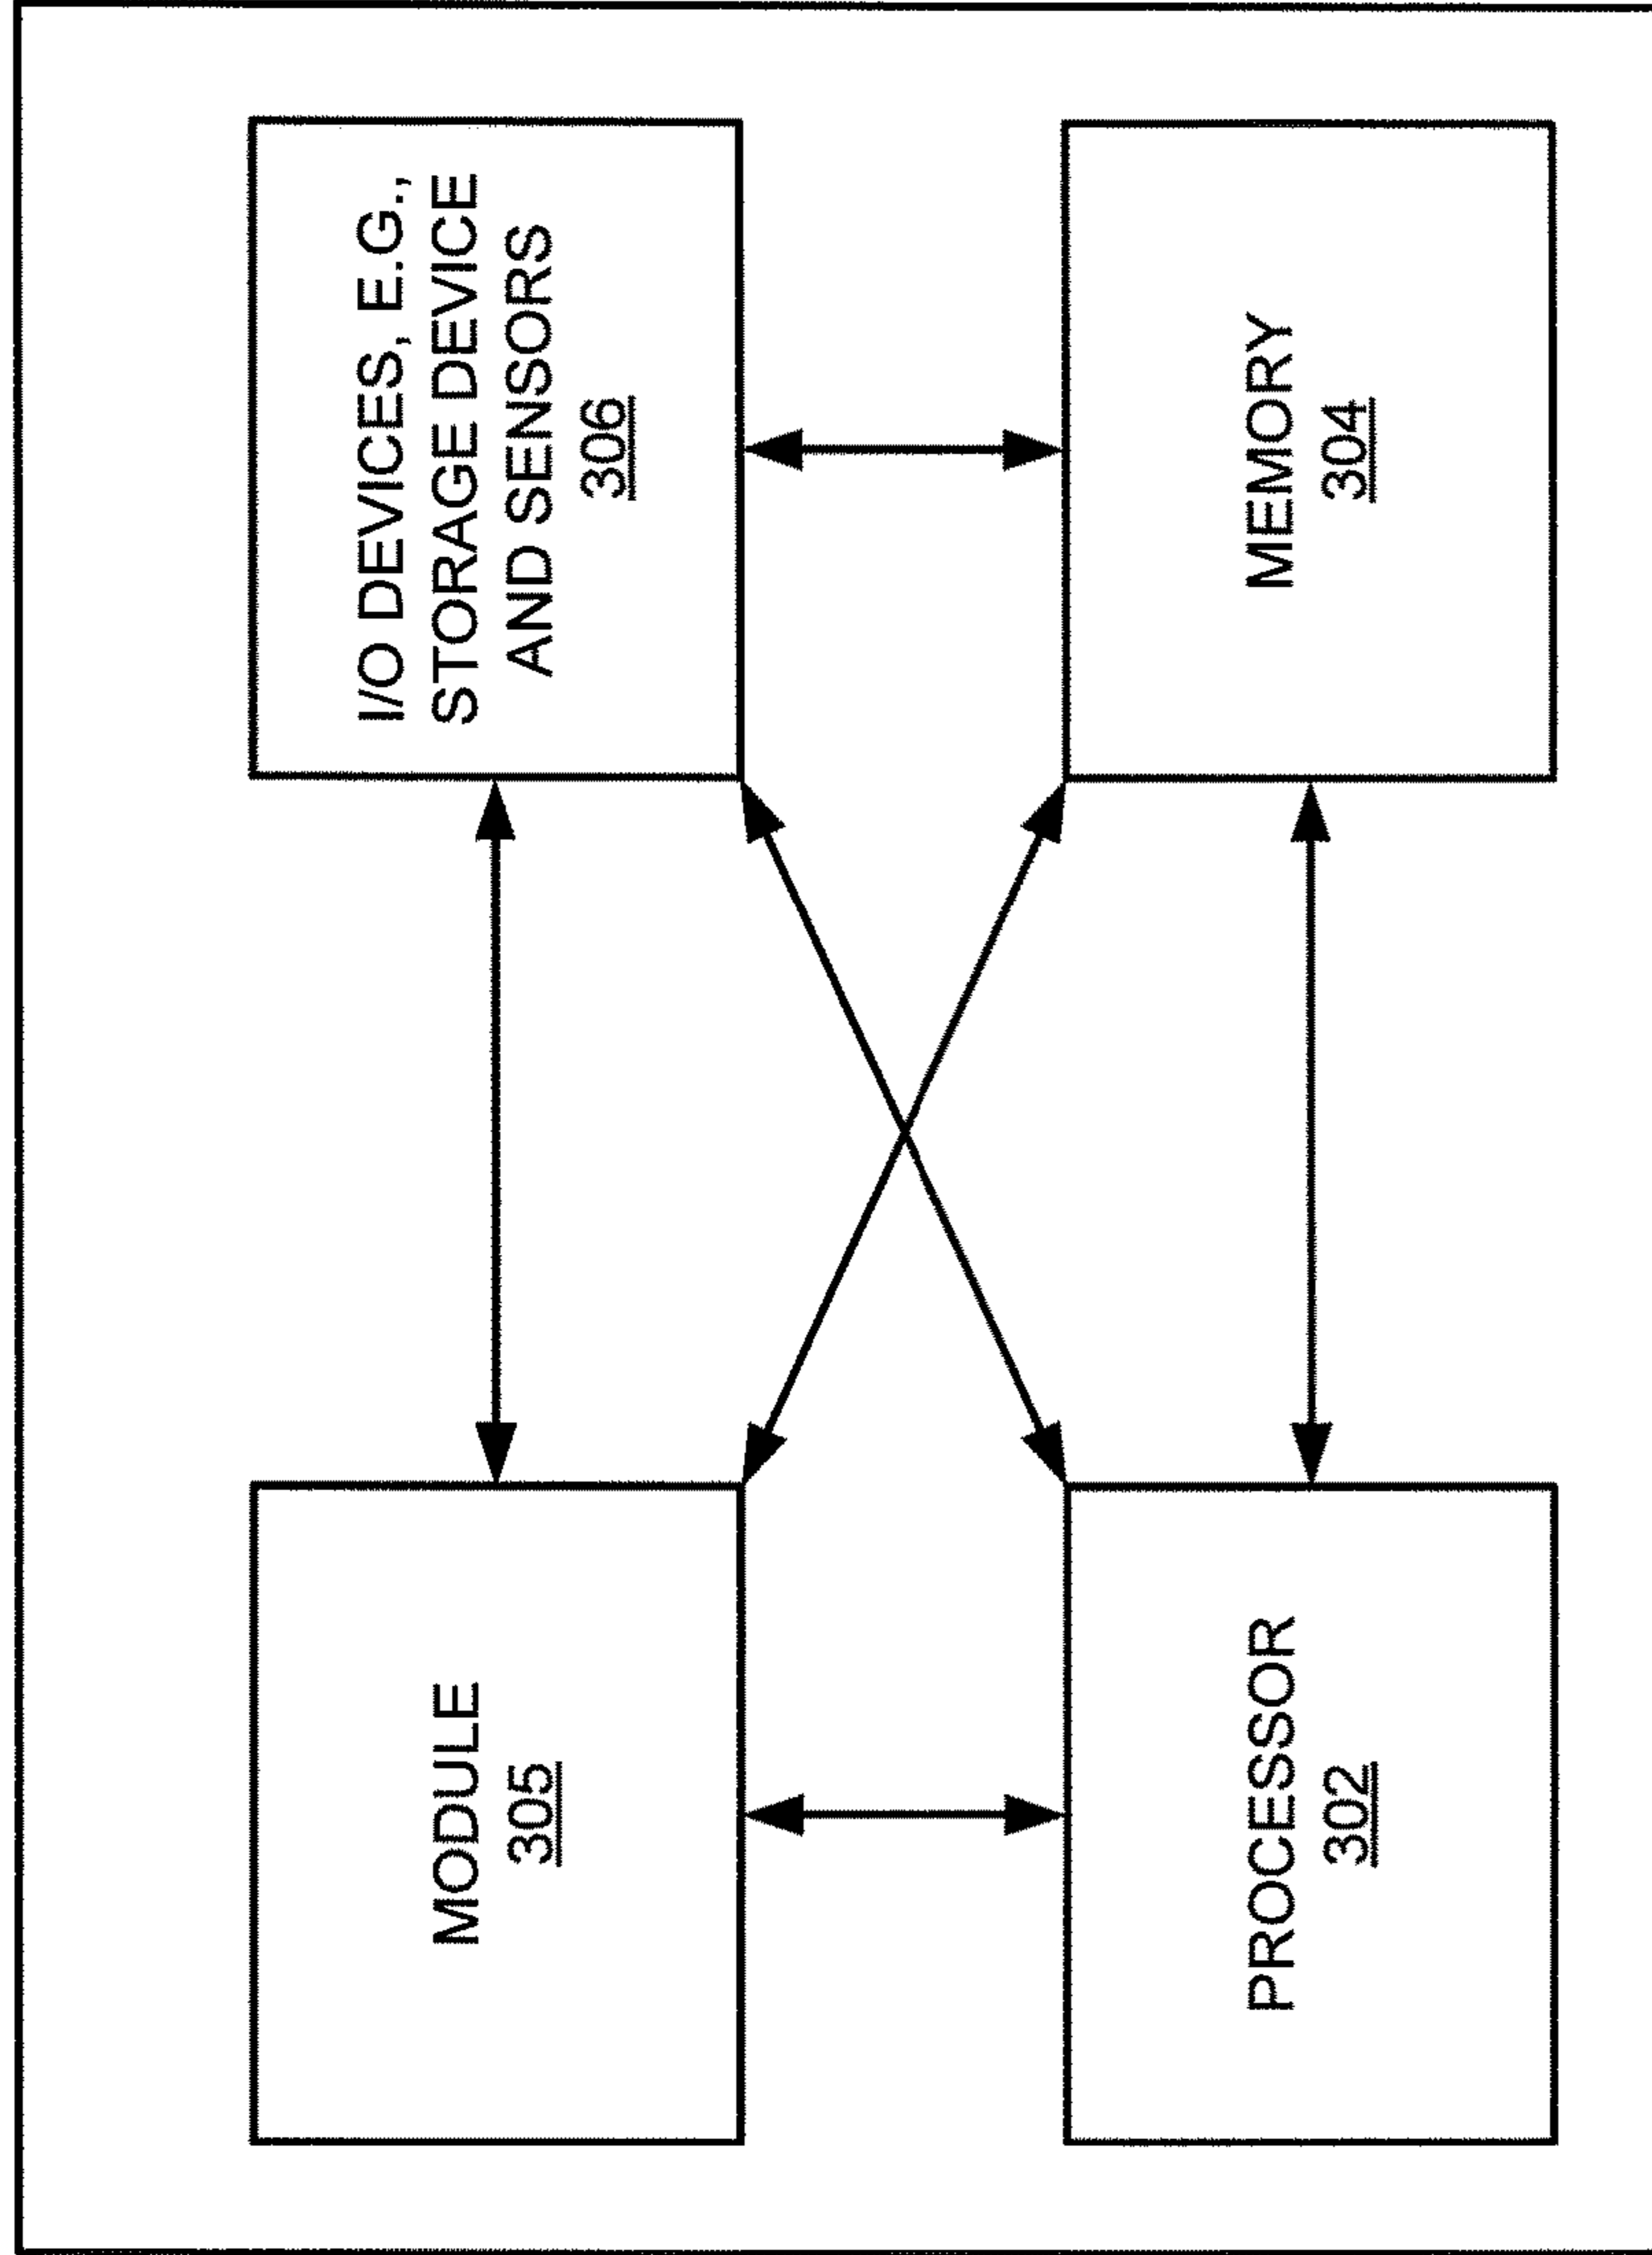 MODULE
305
I/O DEVICES, E.G.,
STORAGE DEVICE
AND SENSORS
306
PROCESSOR
302
MEMORY
304